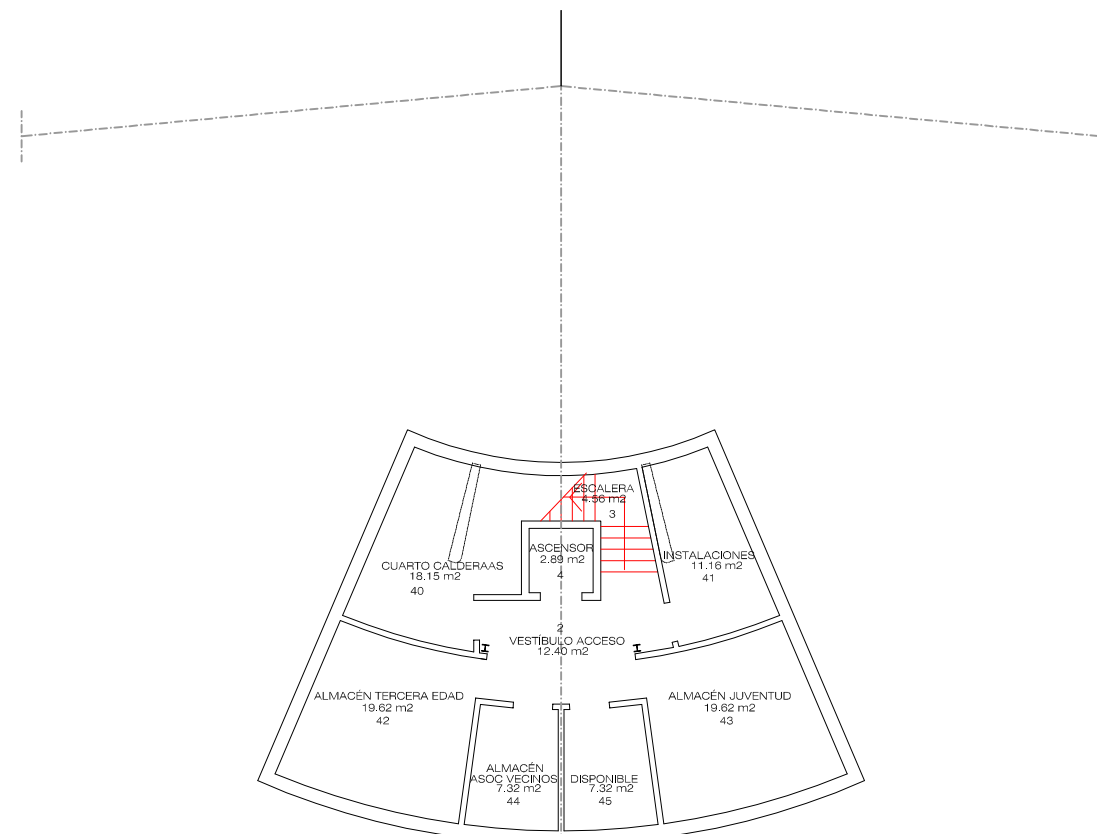 ESCALERA
4.56 m2
3
ASCENSOR
2.89 m2
4
CUARTO CALDERAAS
18.15 m2
40
INSTALACIONES
11.16 m2
41
2
VESTÍBULO ACCESO
12.40 m2
ALMACÉN TERCERA EDAD
19.62 m2
42
ALMACÉN JUVENTUD
19.62 m2
43
ALMACÉN
ASOC VECINOS
7.32 m2
44
DISPONIBLE
7.32 m2
45